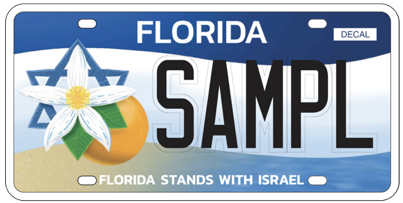 FLORIDA
DECAL
SAMPL
FLORIDA STANDS WITH ISRAEL